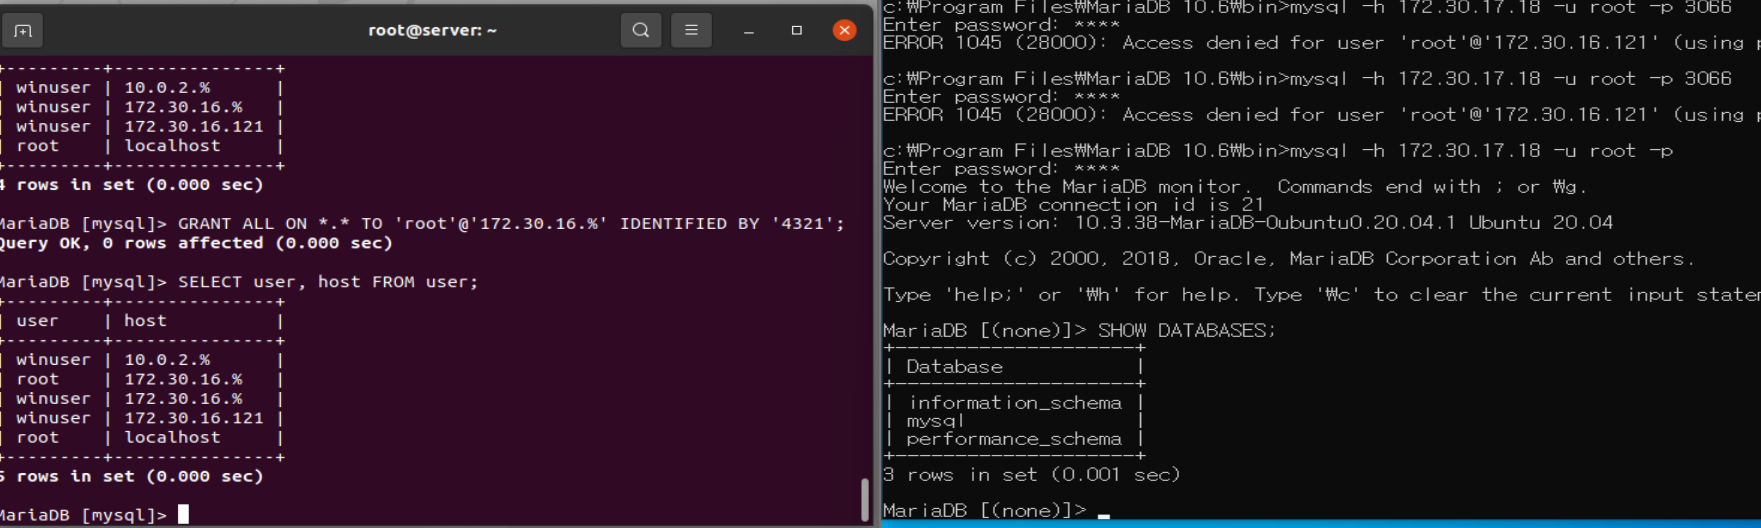 root@server: ~
+---------+---------------+
| winuser | 10.0.2.%      |
| winuser | 172.30.16.%   |
| winuser | 172.30.16.121 |
| root    | localhost     |
+---------+---------------+
4 rows in set (0.000 sec)
MariaDB [mysql]> GRANT ALL ON *.* TO 'root'@'172.30.16.%' IDENTIFIED BY '4321';
Query OK, 0 rows affected (0.000 sec)
MariaDB [mysql]> SELECT user, host FROM user;
+---------+---------------+
| user    | host          |
+---------+---------------+
| winuser | 10.0.2.%      |
| root    | 172.30.16.%   |
| winuser | 172.30.16.%   |
| winuser | 172.30.16.121 |
| root    | localhost     |
+---------+---------------+
5 rows in set (0.000 sec)
MariaDB [mysql]>
c:₩Program Files₩MariaDB 10.6₩bin>mysql -h 172.30.17.18 -u root -p 3066
Enter password: ****
ERROR 1045 (28000): Access denied for user 'root'@'172.30.16.121' (using
c:₩Program Files₩MariaDB 10.6₩bin>mysql -h 172.30.17.18 -u root -p 3066
Enter password: ****
ERROR 1045 (28000): Access denied for user 'root'@'172.30.16.121' (using
c:₩Program Files₩MariaDB 10.6₩bin>mysql -h 172.30.17.18 -u root -p
Enter password: ****
Welcome to the MariaDB monitor.  Commands end with ; or ₩g.
Your MariaDB connection id is 21
Server version: 10.3.38-MariaDB-0ubuntu0.20.04.1 Ubuntu 20.04
Copyright (c) 2000, 2018, Oracle, MariaDB Corporation Ab and others.
Type 'help;' or '₩h' for help. Type '₩c' to clear the current input
MariaDB [(none)]> SHOW DATABASES;
+--------------------+
| Database           |
+--------------------+
| information_schema |
| mysql              |
| performance_schema |
+--------------------+
3 rows in set (0.001 sec)
MariaDB [(none)]> _